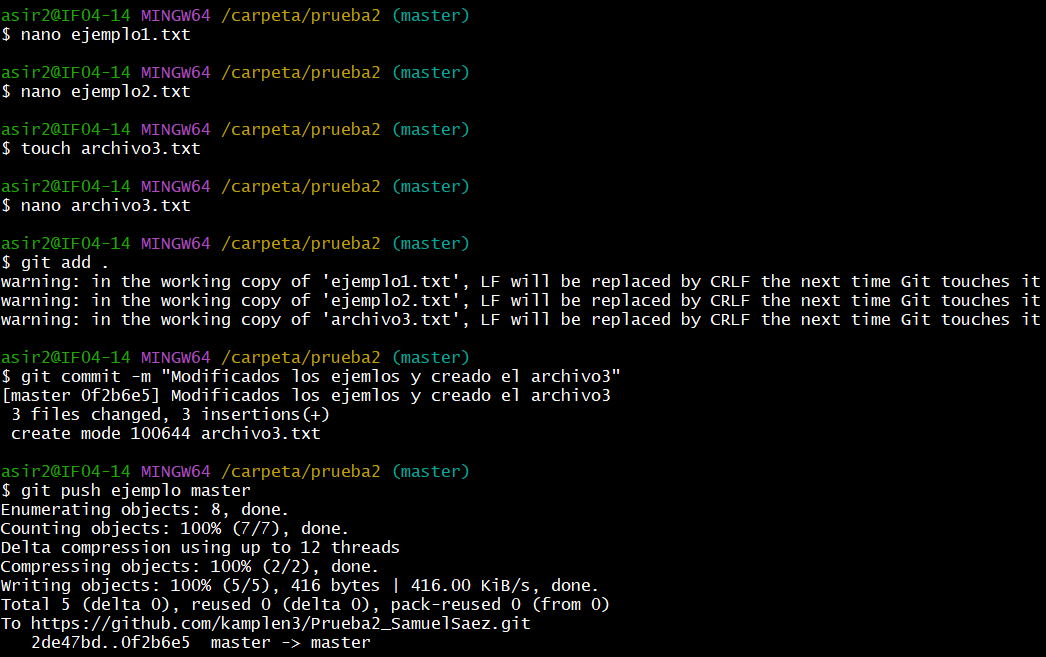 asir2@IFO4-14 MINGW64 /carpeta/prueba2 (master)
$ nano ejemplo1.txt

asir2@IFO4-14 MINGW64 /carpeta/prueba2 (master)
$ nano ejemplo2.txt

asir2@IFO4-14 MINGW64 /carpeta/prueba2 (master)
$ touch archivo3.txt

asir2@IFO4-14 MINGW64 /carpeta/prueba2 (master)
$ nano archivo3.txt

asir2@IFO4-14 MINGW64 /carpeta/prueba2 (master)
$ git add .
warning: in the working copy of 'ejemplo1.txt', LF will be replaced by CRLF the next time Git touches it
warning: in the working copy of 'ejemplo2.txt', LF will be replaced by CRLF the next time Git touches it
warning: in the working copy of 'archivo3.txt', LF will be replaced by CRLF the next time Git touches it

asir2@IFO4-14 MINGW64 /carpeta/prueba2 (master)
$ git commit -m "Modificados los ejemlos y creado el archivo3"
[master 0f2b6e5] Modificados los ejemlos y creado el archivo3
 3 files changed, 3 insertions(+)
 create mode 100644 archivo3.txt

asir2@IFO4-14 MINGW64 /carpeta/prueba2 (master)
$ git push ejemplo master
Enumerating objects: 8, done.
Counting objects: 100% (7/7), done.
Delta compression using up to 12 threads
Compressing objects: 100% (2/2), done.
Writing objects: 100% (5/5), 416 bytes | 416.00 KiB/s, done.
Total 5 (delta 0), reused 0 (delta 0), pack-reused 0 (from 0)
To https://github.com/kamplen3/Prueba2_SamuelSaez.git
   2de47bd..0f2b6e5  master -> master